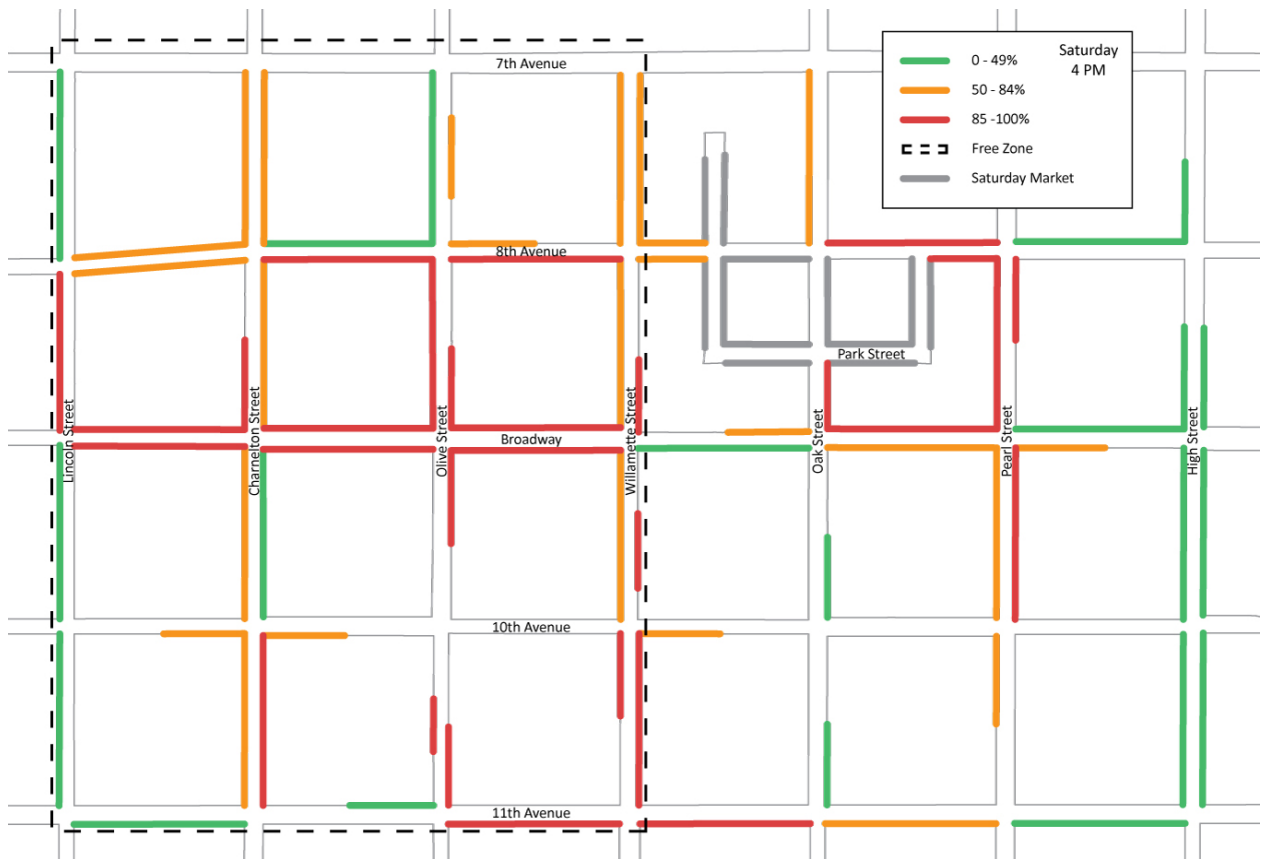 7th Avenue
Saturday
4 PM
0 - 49%
50 - 84%
85 -100%
Free Zone
Saturday Market
8th Avenue
Park Street
Broadway
Lincoln Street
Charnelton Street
Olive Street
Willamette Street
Oak Street
Pearl Street
High Street
10th Avenue
11th Avenue